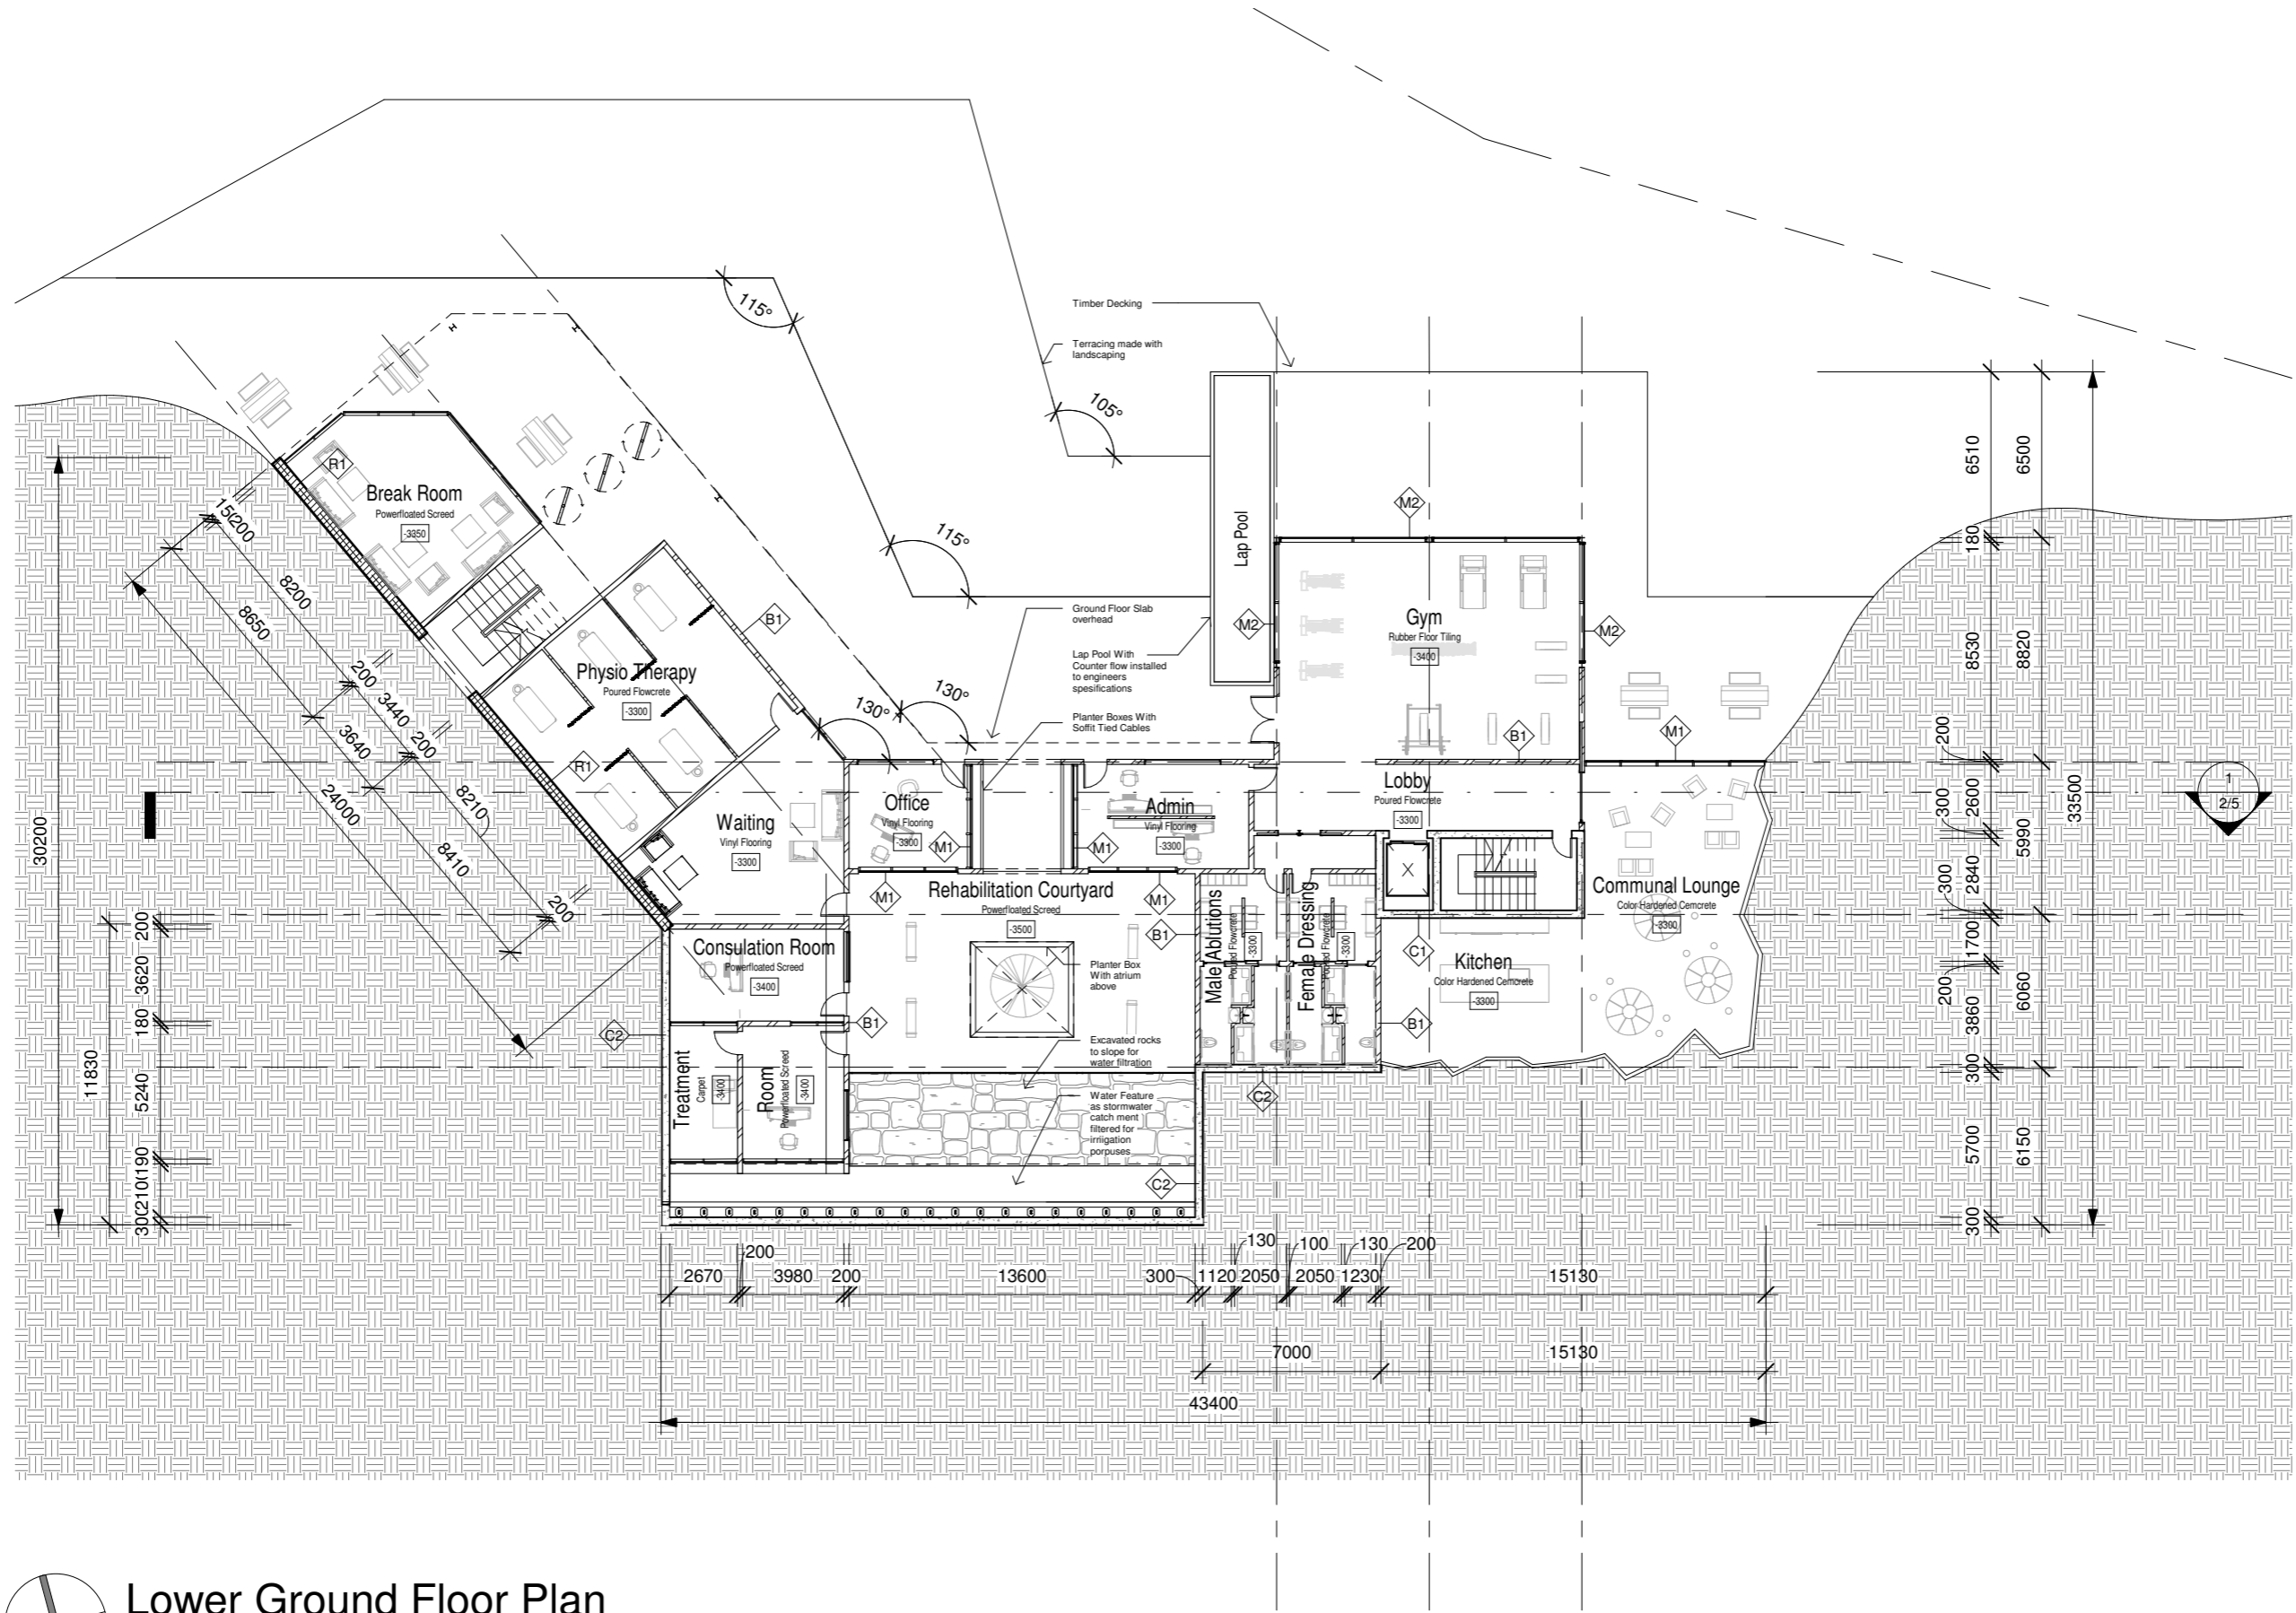 115°
Timber Decking
Terracing made with
landscaping
105°
115°
130°
130°
Ground Floor Slab
overhead
Lap Pool With
Counter flow installed
to engineers
spesifications
Planter Boxes With
Soffit Tied Cables
Lap Pool
R1
Break Room
Powerfloated Screed
-3350
Physio Therapy
Poured Flowcrete
-3300
B1
R1
Waiting
Vinyl Flooring
-3300
Office
Vinyl Flooring
-3300
M1
M1
Admin
Vinyl Flooring
-3300
M2
M2
M2
Gym
Rubber Floor Tiling
-3400
B1
M1
Lobby
Poured Flowcrete
-3300
1
2/5
M1
Rehabilitation Courtyard
Powerfloated Screed
-3500
M1
B1
Male Ablutions
Poured Flowcrete
-3300
Female Dressing
Poured Flowcrete
-3300
C1
Communal Lounge
Color Hardened Cemcrete
-3300
Kitchen
Color Hardened Cemcrete
-3300
B1
Consulation Room
Powerfloated Screed
-3400
B1
C2
Treatment
Carpet
-3400
Room
Powerfloated Screed
-3400
Planter Box
With atrium
above
Excavated rocks
to slope for
water filtration
Water Feature
as stormwater
catch ment
filtered for
irriigation
porpuses
C2
C2
200
8200
8650
200
3440
200
3640
24000
8210
8410
200
30200
11830
200
3620
180
5240
190
210
300
6510
6500
180
8530
8820
200
33500
2600
300
5990
2840
300
1700
200
3860
6060
300
5700
6150
300
200
130
100
130
200
2670
3980
200
13600
300
1120
2050
2050
1230
15130
7000
15130
43400
Lower Ground Floor Plan